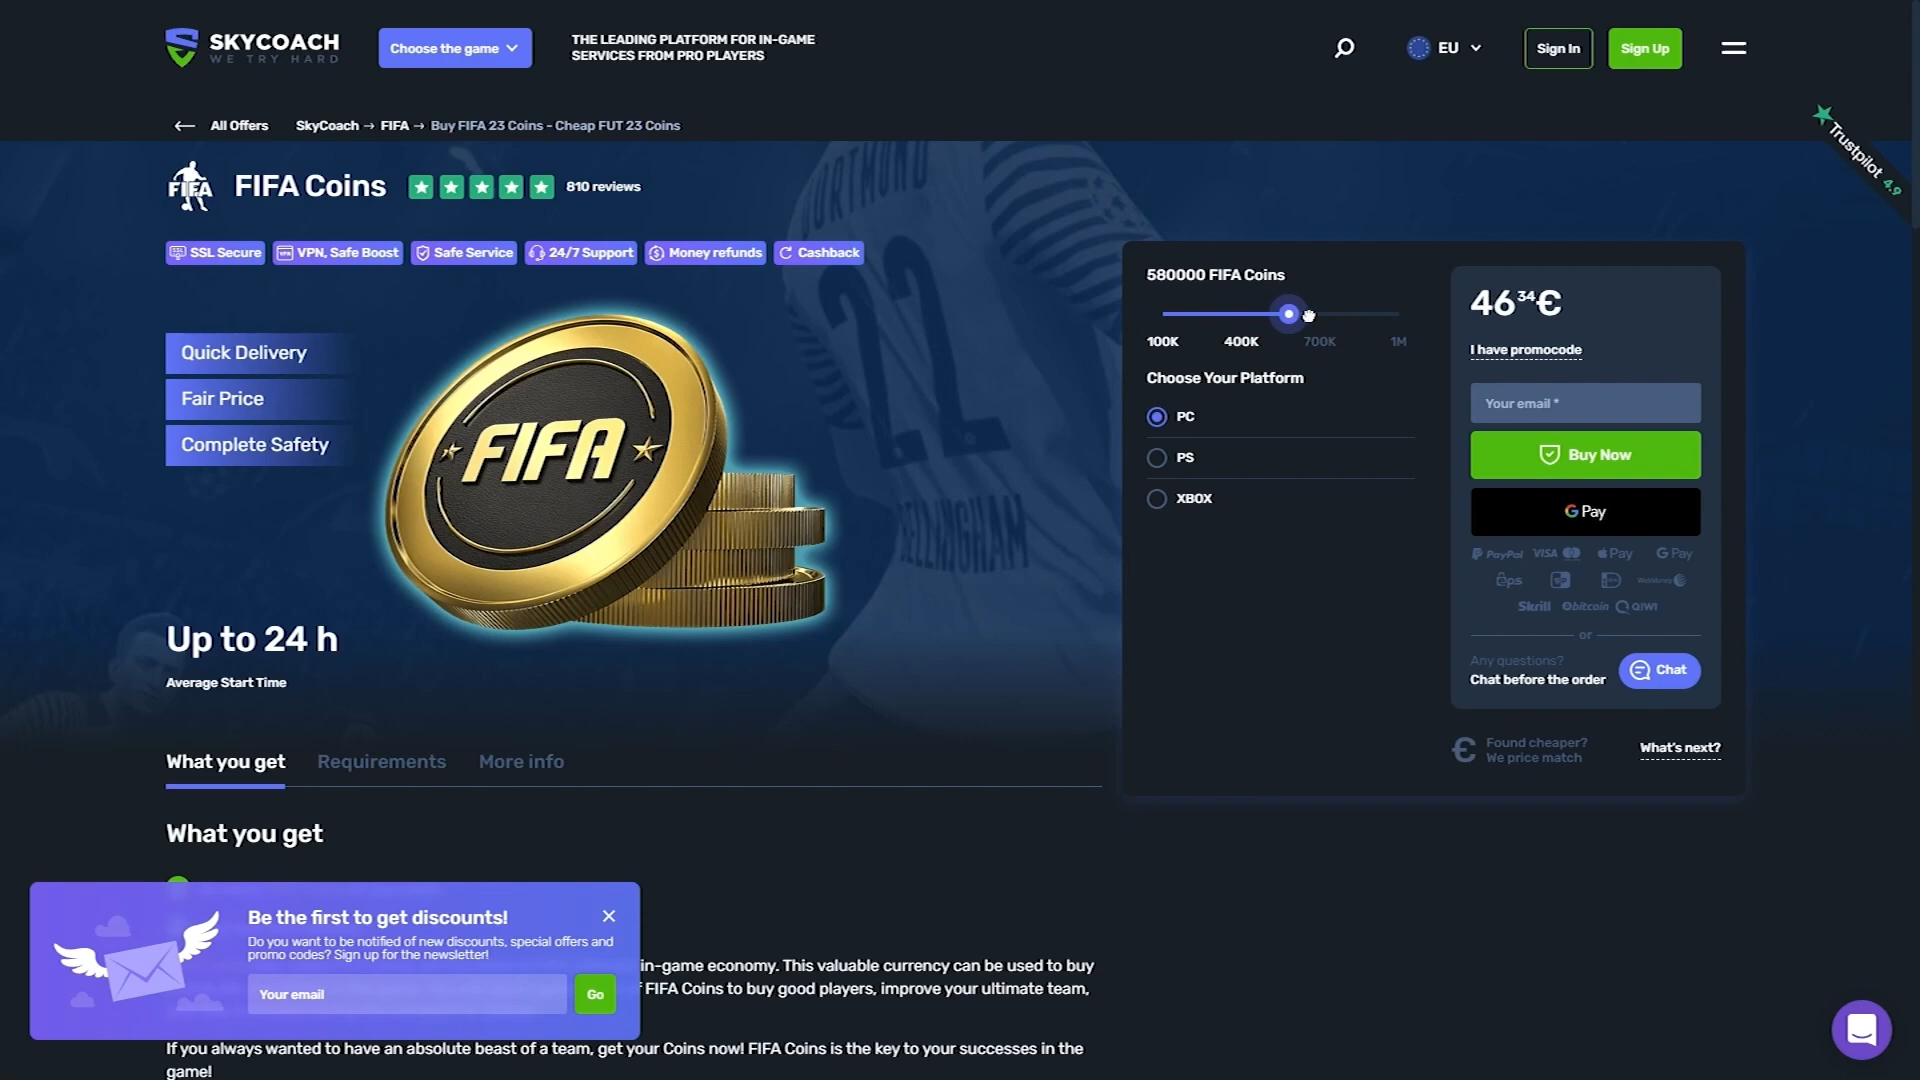 SKYCOACH
WE TRY HARD
Choose the game
THE LEADING PLATFORM FOR IN-GAME
SERVICES FROM PRO PLAYERS
EU
Sign In
Sign Up
All Offers
SkyCoach → FIFA → Buy FIFA 23 Coins - Cheap FUT 23 Coins
Trustpilot 4.9
FIFA
FIFA Coins
810 reviews
SSL Secure
VPN, Safe Boost
Safe Service
24/7 Support
Money refunds
Cashback
DORTMUND
22
BELLINGHAM
Quick Delivery
Fair Price
Complete Safety
FIFA
Up to 24 h
Average Start Time
580000 FIFA Coins
100K 400K 700K 1M
Choose Your Platform
PC
PS
XBOX
46 34 €
I have promocode
Your email *
Buy Now
G Pay
PayPal VISA Pay G Pay
eps WebMoney
Skrill bitcoin QIWI
or
Any questions?
Chat before the order
Chat
€ Found cheaper?
We price match
What's next?
What you get
Requirements
More info
What you get
Be the first to get discounts!
Do you want to be notified of new discounts, special offers and
promo codes? Sign up for the newsletter!
Your email
Go
in-game economy. This valuable currency can be used to buy
FIFA Coins to buy good players, improve your ultimate team,
If you always wanted to have an absolute beast of a team, get your Coins now! FIFA Coins is the key to your successes in the
game!